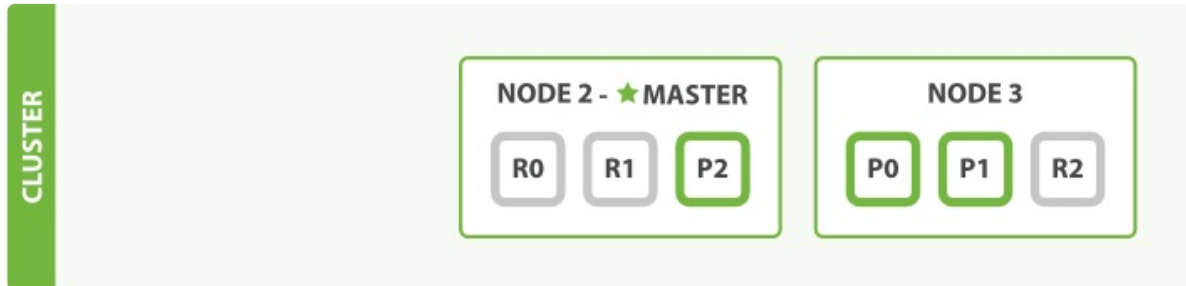 CLUSTER
NODE 2 - ★ MASTER
R0 R1 P2
NODE 3
P0 P1 R2